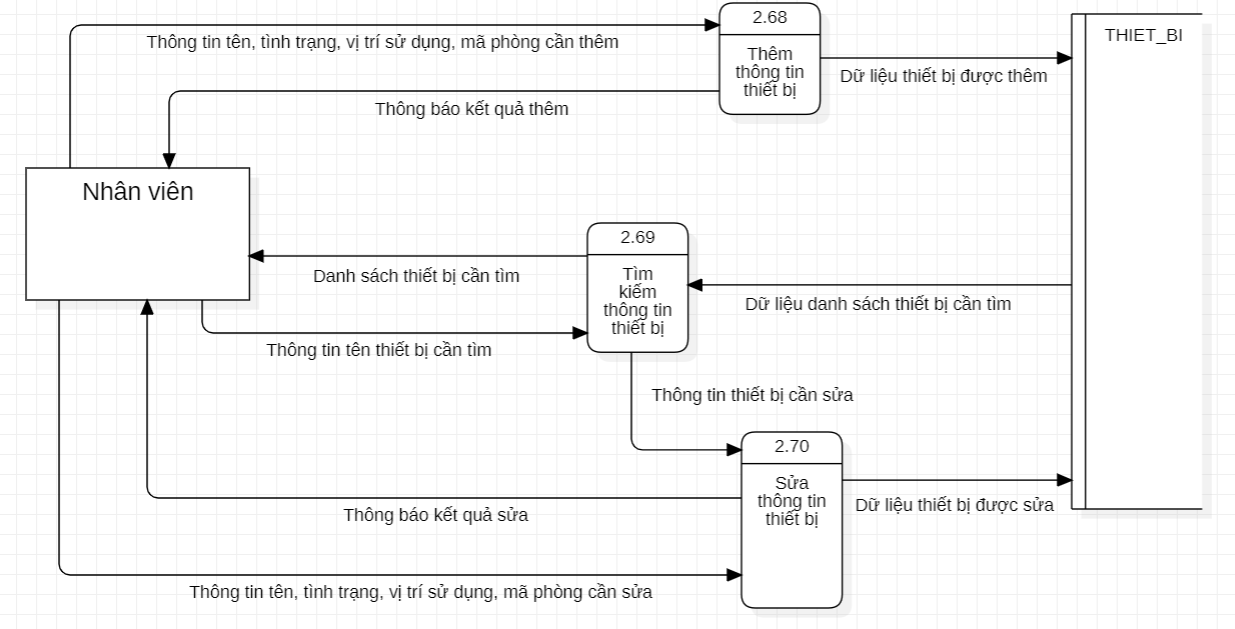 2.68
THIET_BI
Thông tin tên, tình trạng, vị trí sử dụng, mã phòng cần thêm
Thêm
thông tin
thiết bị
Dữ liệu thiết bị được thêm
Thông báo kết quả thêm
Nhân viên
2.69
Tìm
kiếm
thông tin
thiết bị
Danh sách thiết bị cần tìm
Dữ liệu danh sách thiết bị cần tìm
Thông tin tên thiết bị cần tìm
Thông tin thiết bị cần sửa
2.70
Sửa
thông tin
thiết bị
Dữ liệu thiết bị được sửa
Thông báo kết quả sửa
Thông tin tên, tình trạng, vị trí sử dụng, mã phòng cần sửa